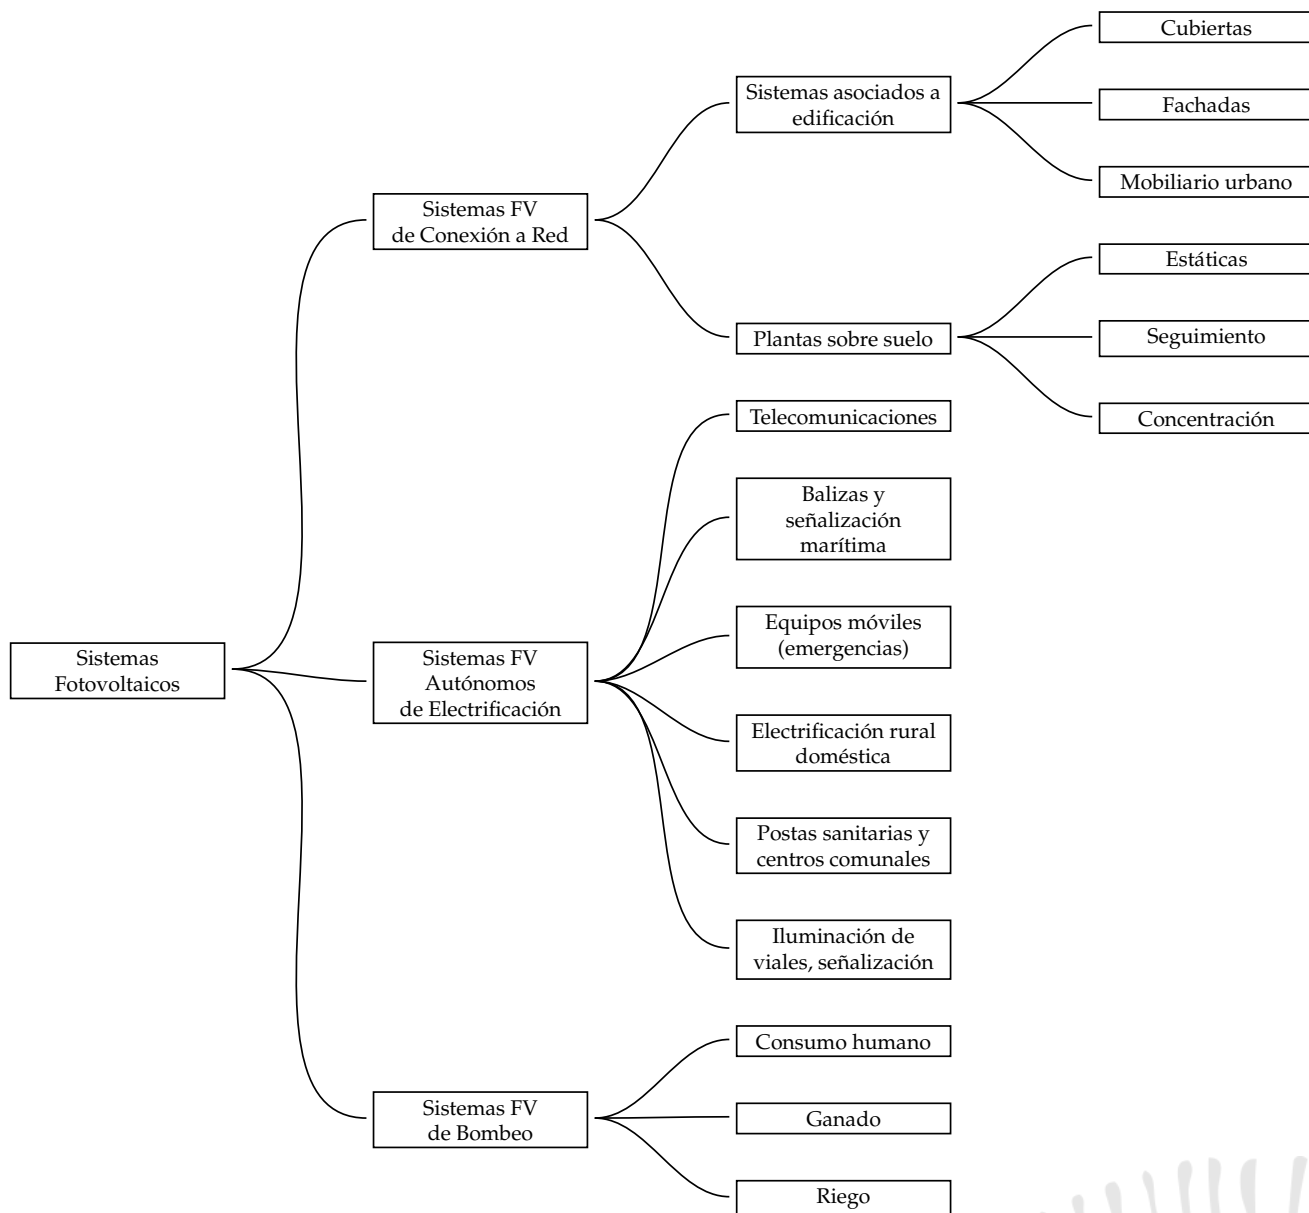 Sistemas
Fotovoltaicos
Sistemas FV
de Conexión a Red
Sistemas asociados a
edificación
Cubiertas
Fachadas
Mobiliario urbano
Plantas sobre suelo
Estáticas
Seguimiento
Concentración
Sistemas FV
Autónomos
de Electrificación
Telecomunicaciones
Balizas y
señalización
marítima
Equipos móviles
(emergencias)
Electrificación rural
doméstica
Postas sanitarias y
centros comunales
Iluminación de
viales, señalización
Sistemas FV
de Bombeo
Consumo humano
Ganado
Riego